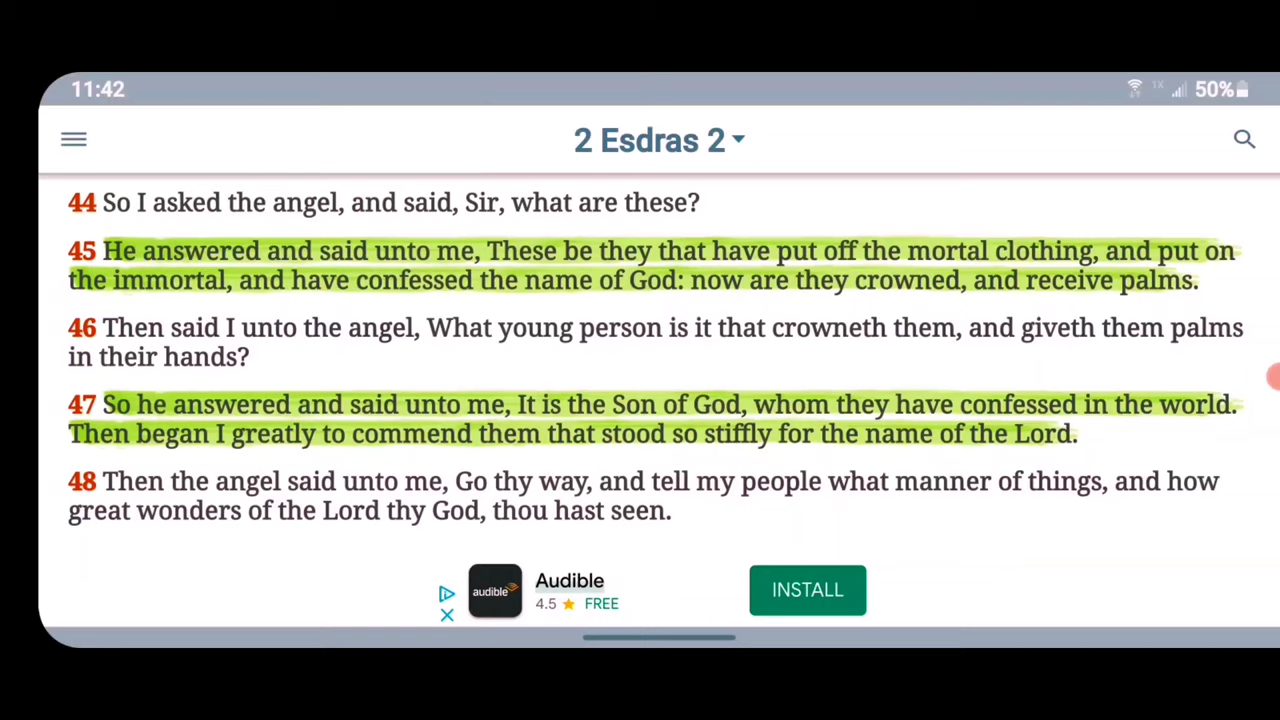 11:42
1X 50%
2 Esdras 2
44 So I asked the angel, and said, Sir, what are these?
45 He answered and said unto me, These be they that have put off the mortal clothing, and put on
the immortal, and have confessed the name of God: now are they crowned, and receive palms.
46 Then said I unto the angel, What young person is it that crowneth them, and giveth them palms
in their hands?
47 So he answered and said unto me, It is the Son of God, whom they have confessed in the world.
Then began I greatly to commend them that stood so stiffly for the name of the Lord.
48 Then the angel said unto me, Go thy way, and tell my people what manner of things, and how
great wonders of the Lord thy God, thou hast seen.
audible
Audible
4.5 ★ FREE
INSTALL